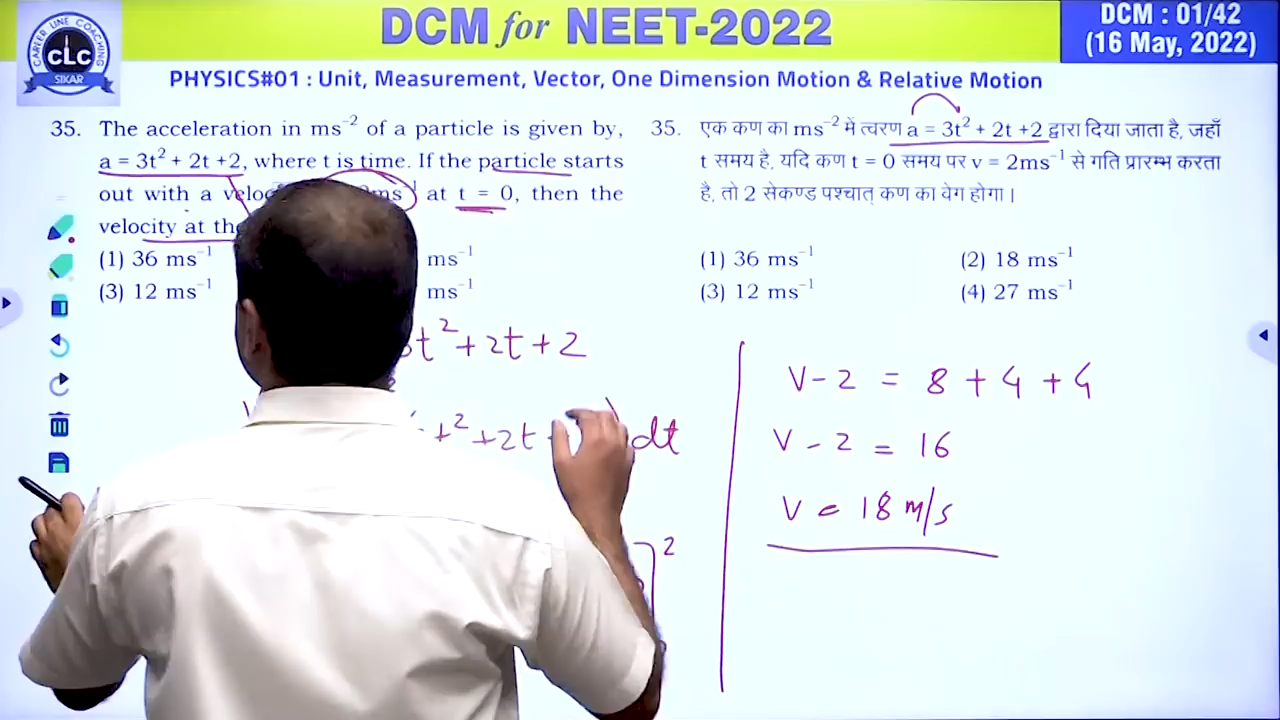 DCM for NEET-2022
DCM : 01/42
(16 May, 2022)
CAREER LINE COACHING
CLC
SIKAR
PHYSICS#01 : Unit, Measurement, Vector, One Dimension Motion & Relative Motion
35. The acceleration in ms⁻² of a particle is given by,
a = 3t² + 2t +2, where t is time. If the particle starts
out with a
at t = 0, then the
velocity at
(1) 36 ms⁻¹
ms⁻¹
(3) 12 ms⁻¹
ms⁻¹
35. एक कण का ms⁻² में त्वरण a = 3t² + 2t +2 द्वारा दिया जाता है, जहाँ
t समय है, यदि कण t = 0 समय पर v = 2ms⁻¹ से गति प्रारम्भ करता
है, तो 2 सेकण्ड पश्चात् कण का वेग होगा।
(1) 36 ms⁻¹ (2) 18 ms⁻¹
(3) 12 ms⁻¹ (4) 27 ms⁻¹
t² + 2t + 2
t² + 2t
dt
2
v - 2 = 8 + 4 + 4
v - 2 = 16
v = 18 m/s